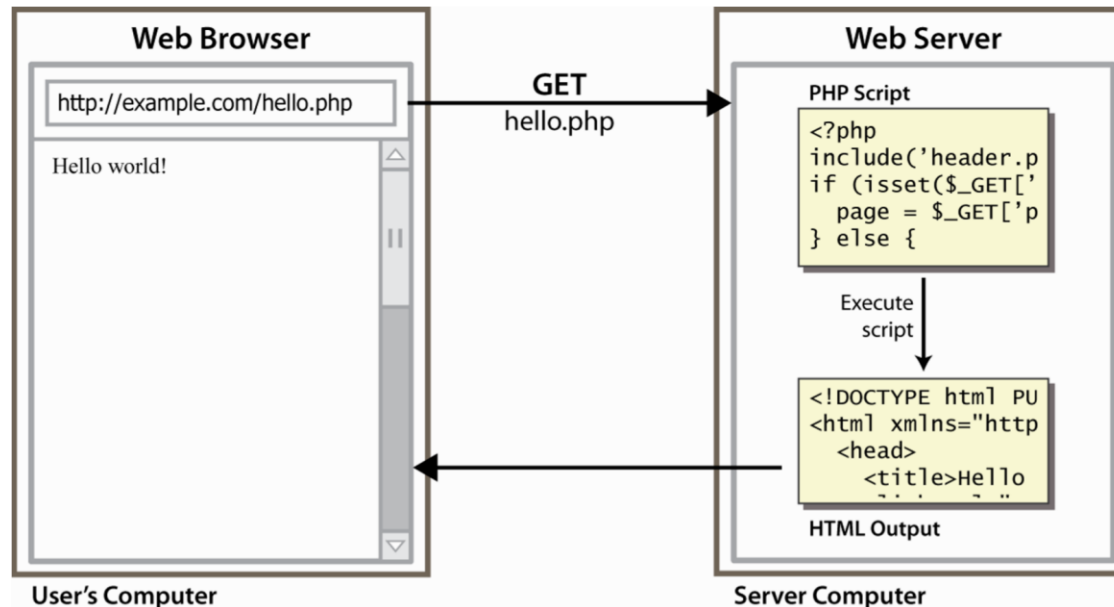 Web Browser
http://example.com/hello.php
Hello world!
User's Computer
GET
hello.php
Web Server
PHP Script
<?php
include('header.p
if (isset($_GET['
  page = $_GET['p
} else {
Execute
script
<!DOCTYPE html PU
<html xmlns="http
  <head>
    <title>Hello
HTML Output
Server Computer